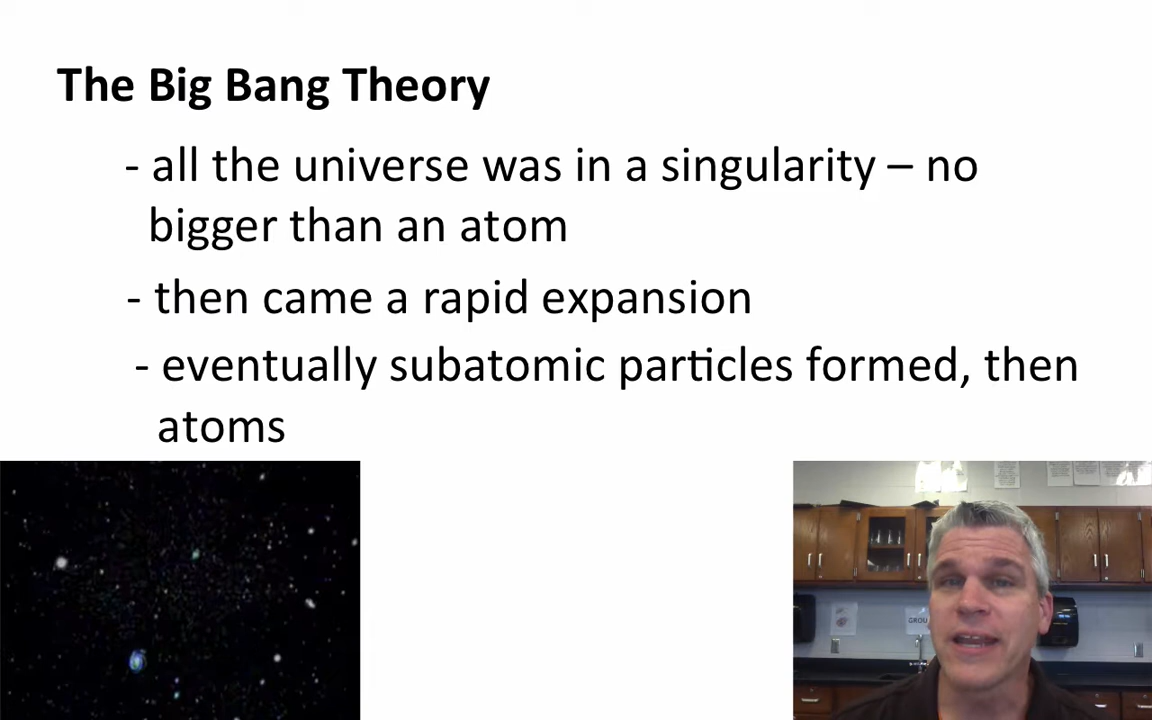 The Big Bang Theory
- all the universe was in a singularity – no
bigger than an atom
- then came a rapid expansion
- eventually subatomic particles formed, then
atoms
GROU